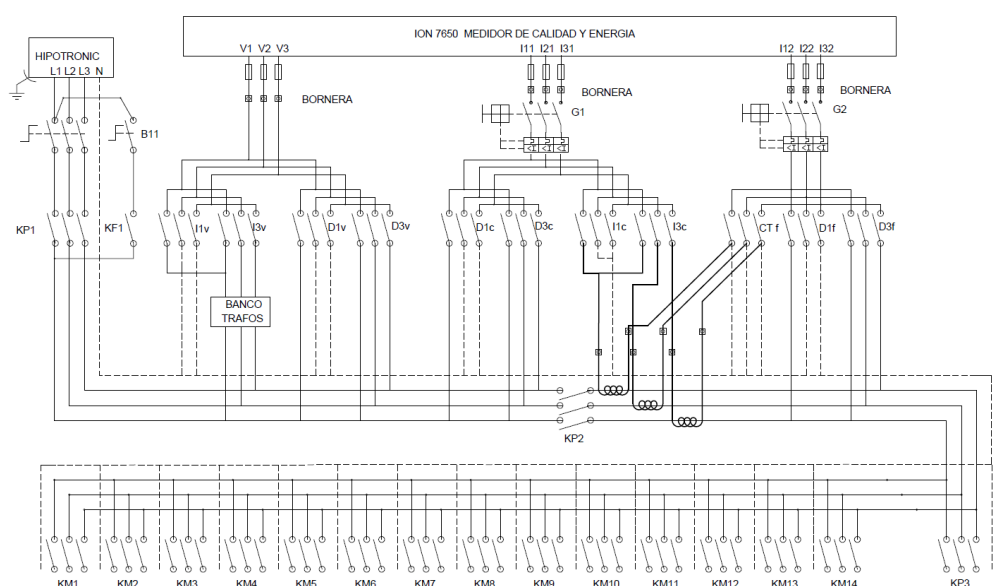 ION 7650 MEDIDOR DE CALIDAD Y ENERGIA
HIPOTRONIC
L1 L2 L3 N
V1 V2 V3
I11 I21 I31
I12 I22 I32
BORNERA
BORNERA
BORNERA
G1
G2
B11
KP1
KF1
I1v
I3v
D1v
D3v
D1c
D3c
I1c
I3c
CT f
D1f
D3f
BANCO
TRAFOS
KP2
KM1 KM2 KM3 KM4 KM5 KM6 KM7 KM8 KM9 KM10 KM11 KM12 KM13 KM14 KP3